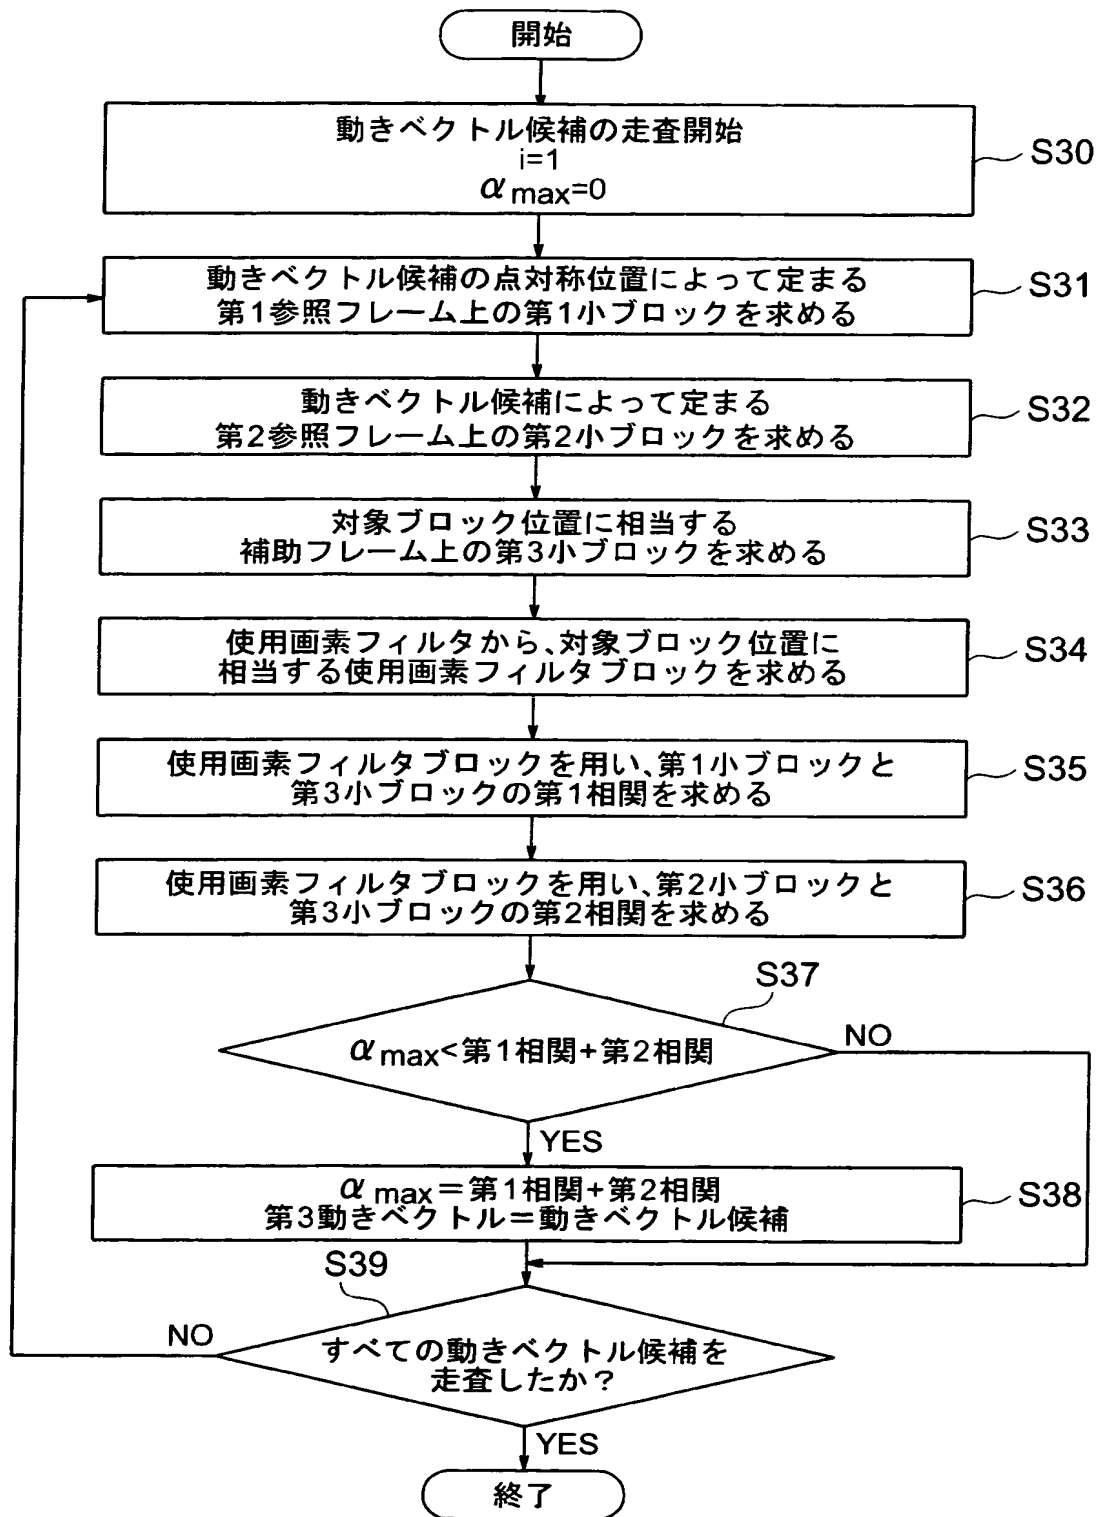 開始
動きベクトル候補の走査開始
i=1
αmax=0
S30
動きベクトル候補の点対称位置によって定まる
第1参照フレーム上の第1小ブロックを求める
S31
動きベクトル候補によって定まる
第2参照フレーム上の第2小ブロックを求める
S32
対象ブロック位置に相当する
補助フレーム上の第3小ブロックを求める
S33
使用画素フィルタから、対象ブロック位置に
相当する使用画素フィルタブロックを求める
S34
使用画素フィルタブロックを用い、第1小ブロックと
第3小ブロックの第1相関を求める
S35
使用画素フィルタブロックを用い、第2小ブロックと
第3小ブロックの第2相関を求める
S36
S37
αmax<第1相関+第2相関
NO
YES
αmax=第1相関+第2相関
第3動きベクトル=動きベクトル候補
S38
S39
NO
すべての動きベクトル候補を
走査したか？
YES
終了